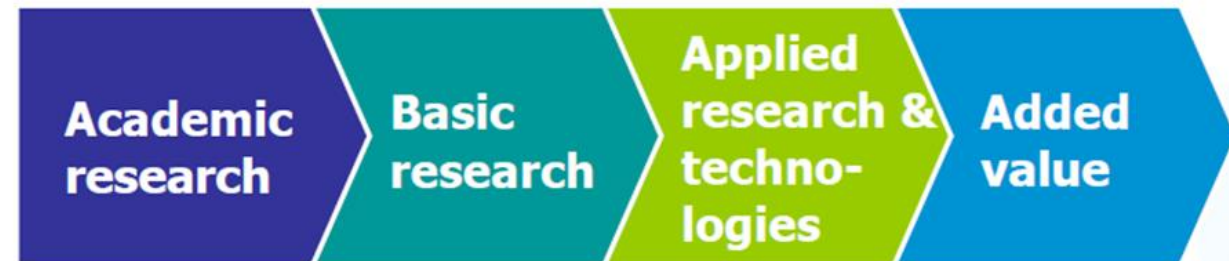 Academic
research
Basic
research
Applied
research &
techno-
logies
Added
value